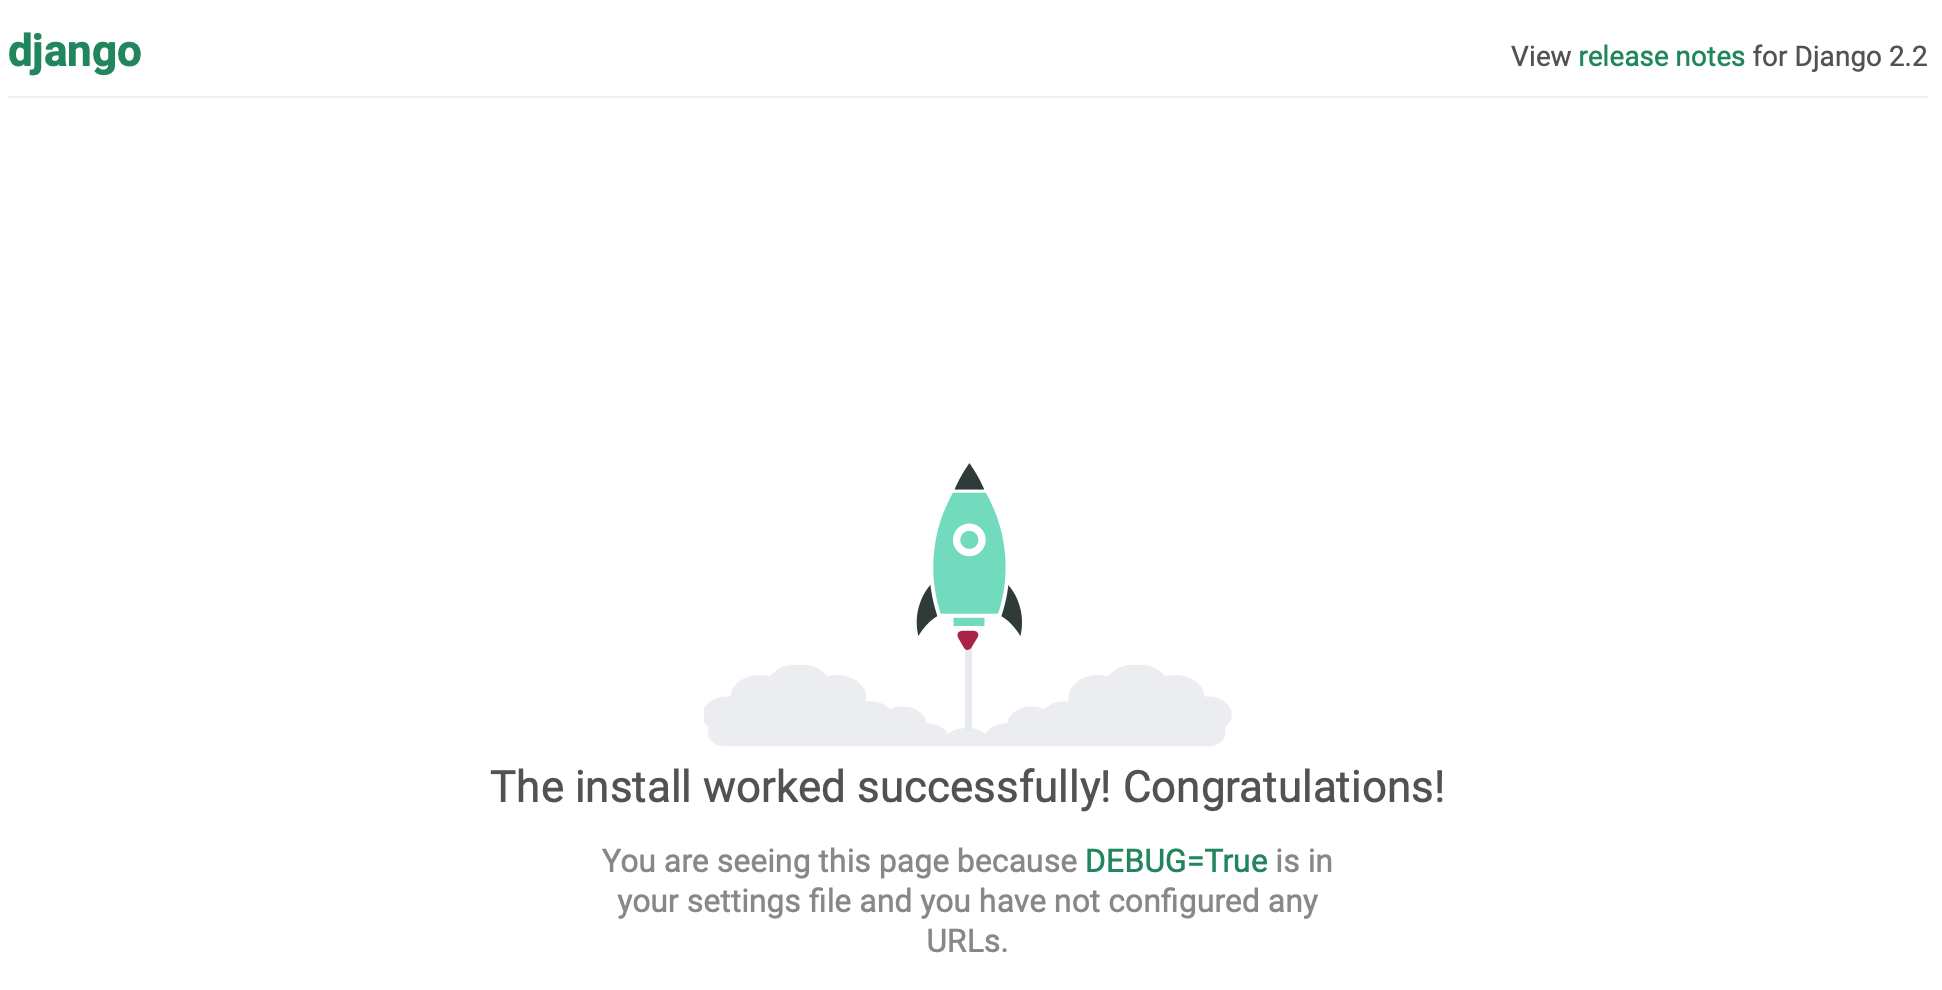 django
View release notes for Django 2.2
The install worked successfully! Congratulations!
You are seeing this page because DEBUG=True is in
your settings file and you have not configured any
URLs.